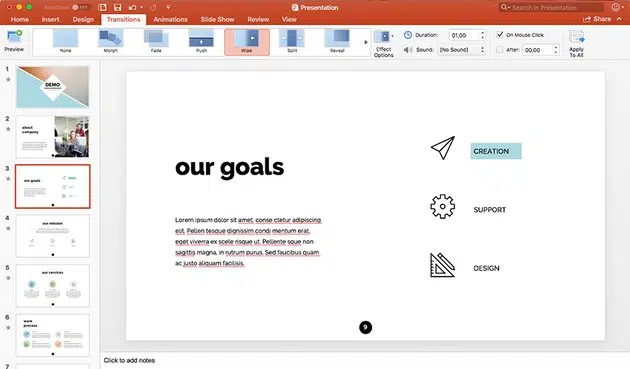 AutoSave OFF
Presentation
Search in Presentation
Home Insert Design Transitions Animations Slide Show Review View
Share
Preview
None Morph Fade Push Wipe Split Reveal
Effect
Options
Duration: 01,00
Sound: [No Sound]
On Mouse Click
After: 00,00
Apply
To All
1
DEMO
2
about
company
3
our goals
4
our mission
5
our services
6
work
process
7
our goals
Lorem ipsum dolor sit amet, conse ctetur adipiscing
elit. Pellen tesque dignissim condi mentum erat,
eget viverra ex scele risque ut. Pellente sque non
sagittis magna, in rutrum purus. Sed faucibus quam
ac justo aliquam facilisis.
CREATION
SUPPORT
DESIGN
9
Click to add notes